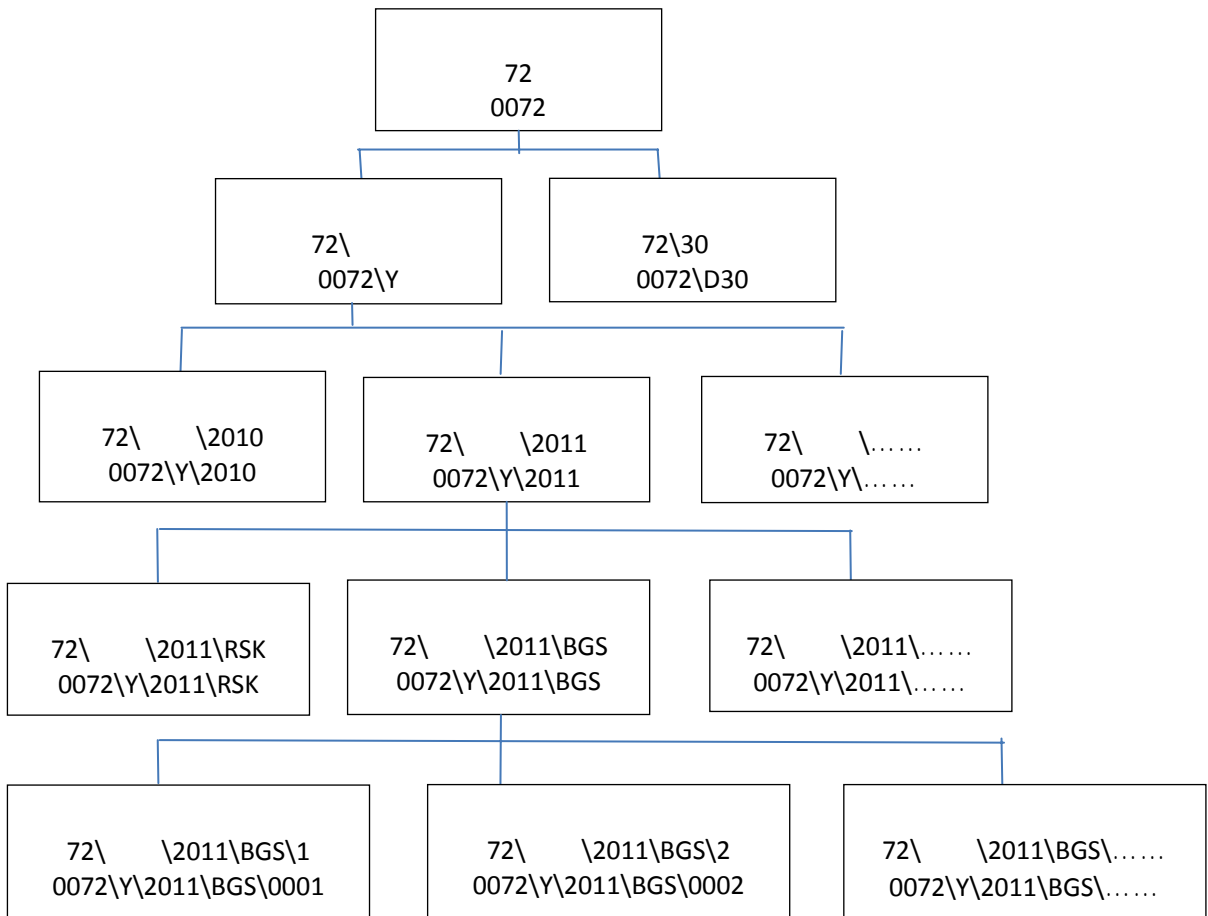 72
0072
72\
0072\Y
72\30
0072\D30
72\ \2010
0072\Y\2010
72\ \2011
0072\Y\2011
72\ \......
0072\Y\......
72\ \2011\RSK
0072\Y\2011\RSK
72\ \2011\BGS
0072\Y\2011\BGS
72\ \2011\......
0072\Y\2011\......
72\ \2011\BGS\1
0072\Y\2011\BGS\0001
72\ \2011\BGS\2
0072\Y\2011\BGS\0002
72\ \2011\BGS\......
0072\Y\2011\BGS\......